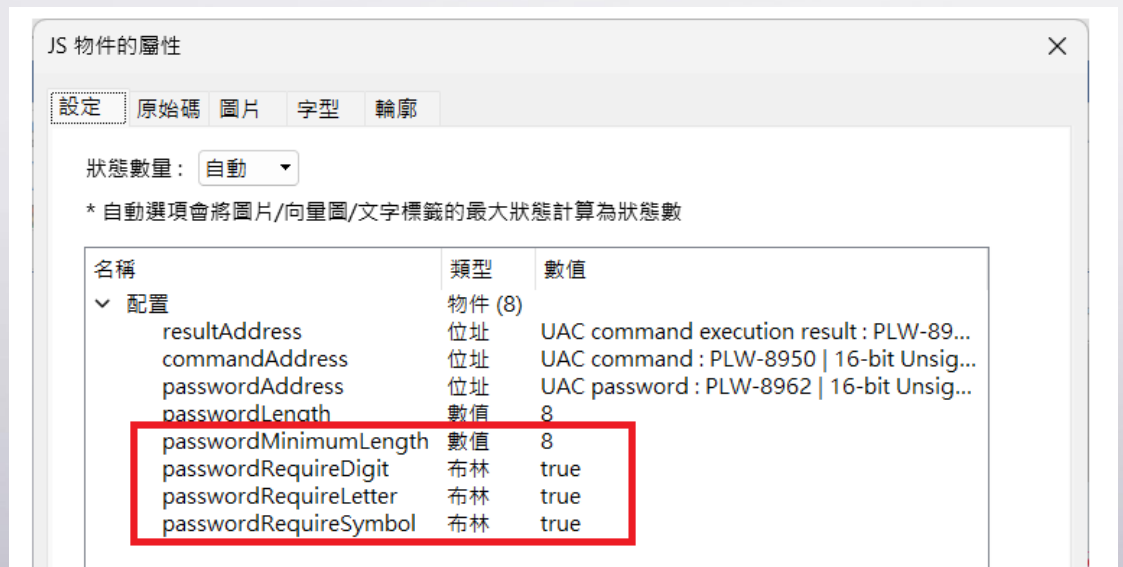 JS 物件的屬性
設定 原始碼 圖片 字型 輪廓
狀態數量： 自動
* 自動選項會將圖片/向量圖/文字標籤的最大狀態計算為狀態數
名稱 類型 數值
配置 物件 (8)
resultAddress 位址 UAC command execution result : PLW-89...
commandAddress 位址 UAC command : PLW-8950 | 16-bit Unsig...
passwordAddress 位址 UAC password : PLW-8962 | 16-bit Unsig...
passwordLength 數值 8
passwordMinimumLength 數值 8
passwordRequireDigit 布林 true
passwordRequireLetter 布林 true
passwordRequireSymbol 布林 true